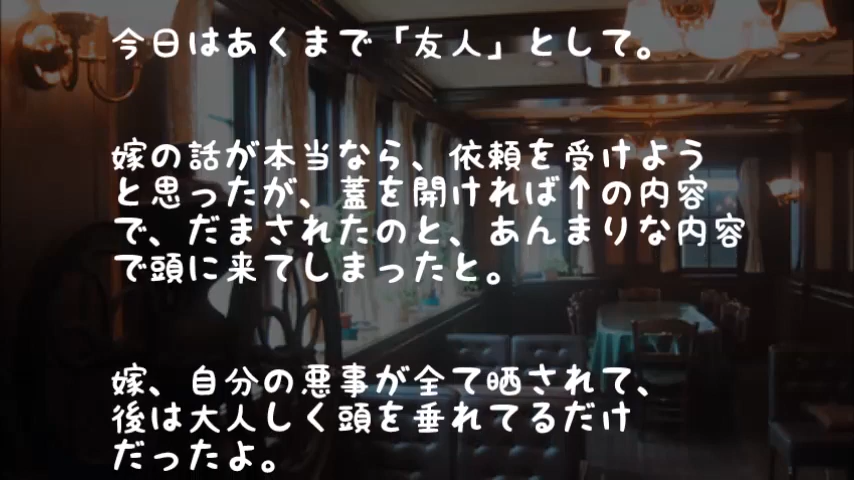 今日はあくまで「友人」として。
嫁の話が本当なら、依頼を受けよう
と思ったが、蓋を開ければ↑の内容
で、だまされたのと、あんまりな内容
で頭に来てしまったと。
嫁、自分の悪事が全て晒されて、
後は大人しく頭を垂れてるだけ
だったよ。